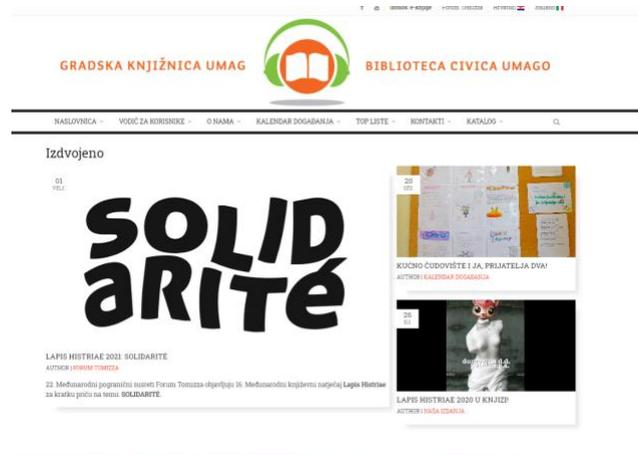 Hrvatski
GRADSKA KNJIŽNICA UMAG
BIBLIOTECA CIVICA UMAGO
NASLOVNICA
VODIČ ZA KORISNIKE
O NAMA
KALENDAR DOGAĐANJA
TOP LISTE
KONTAKTI
KATALOG
Izdvojeno
01
VELJ
SOLID
aRITé
LAPIS HISTRIAE 2021: SOLIDARITÉ
AUTHOR | FORUM TOMIZZA
22. Međunarodni pogranični susreti Forum Tomizza objavljuju 16. Međunarodni književni natječaj Lapis Histriae
za kratku priču na temu: SOLIDARITÉ.
20
KUĆNO ČUDOVIŠTE I JA, PRIJATELJA DVA!
AUTHOR | KALENDAR DOGAĐANJA
26
LAPIS HISTRIAE 2020 U KNJIZI!
AUTHOR | NAŠA IZDANJA